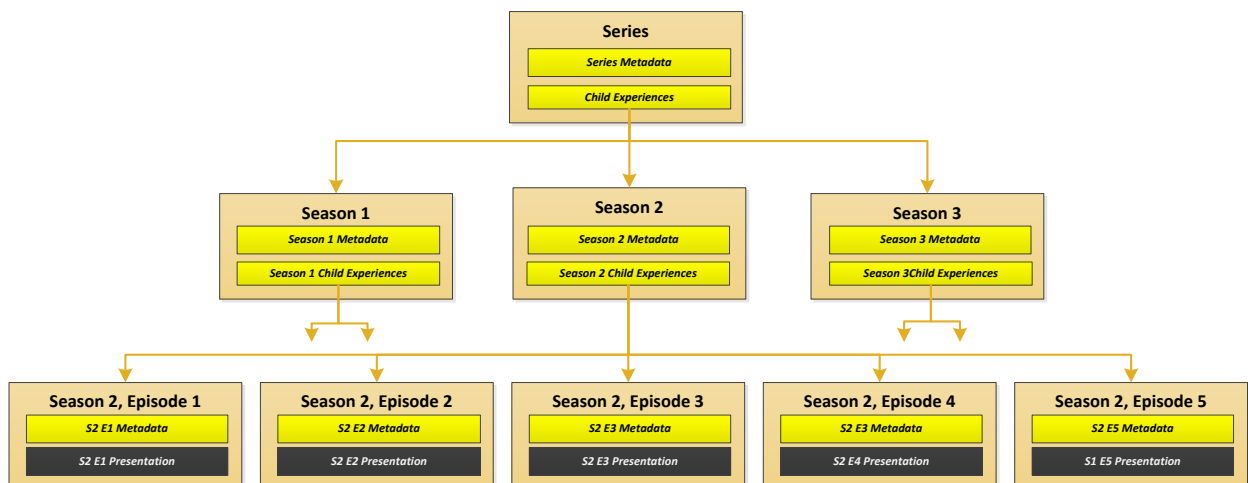 Series
Series Metadata
Child Experiences
Season 1
Season 2
Season 3
Season 1 Metadata
Season 2 Metadata
Season 3 Metadata
Season 1 Child Experiences
Season 2 Child Experiences
Season 3Child Experiences
Season 2, Episode 1
Season 2, Episode 2
Season 2, Episode 3
Season 2, Episode 4
Season 2, Episode 5
S2 E1 Metadata
S2 E2 Metadata
S2 E3 Metadata
S2 E3 Metadata
S2 E5 Metadata
S2 E1 Presentation
S2 E2 Presentation
S2 E3 Presentation
S2 E4 Presentation
S1 E5 Presentation